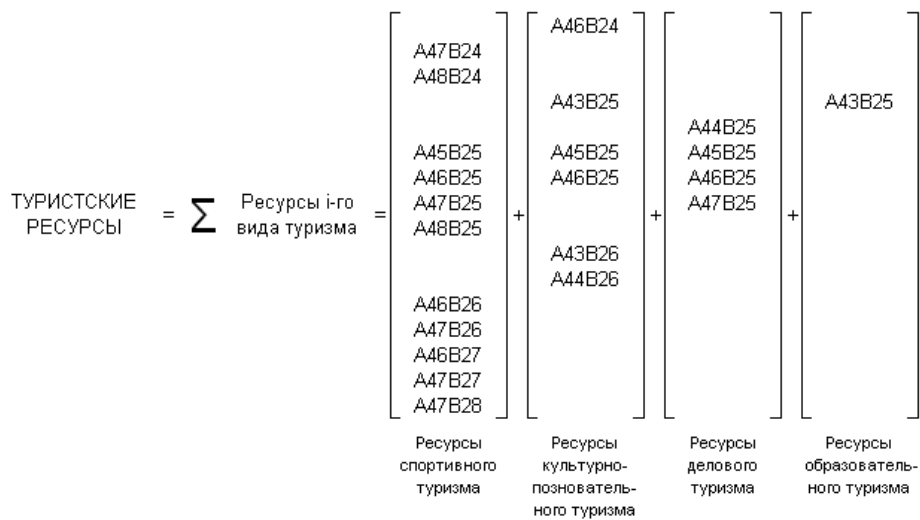 ТУРИСТСКИЕ
РЕСУРСЫ
=
Σ
Ресурсы i-го
вида туризма
=
A47B24
A48B24
A45B25
A46B25
A47B25
A48B25
A46B26
A47B26
A46B27
A47B27
A47B28
Ресурсы
спортивного
туризма
+
A46B24
A43B25
A45B25
A46B25
A43B26
A44B26
Ресурсы
культурно-
позновatель-
ного туризма
+
A44B25
A45B25
A46B25
A47B25
Ресурсы
делового
туризма
+
A43B25
Ресурсы
образователь-
ного туризма